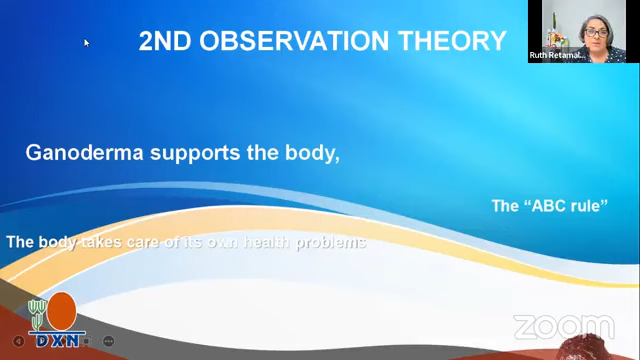 2ND OBSERVATION THEORY
Ruth Retamal...
Ganoderma supports the body,
The “ABC rule”
The body takes care of its own health problems
DXN
zoom